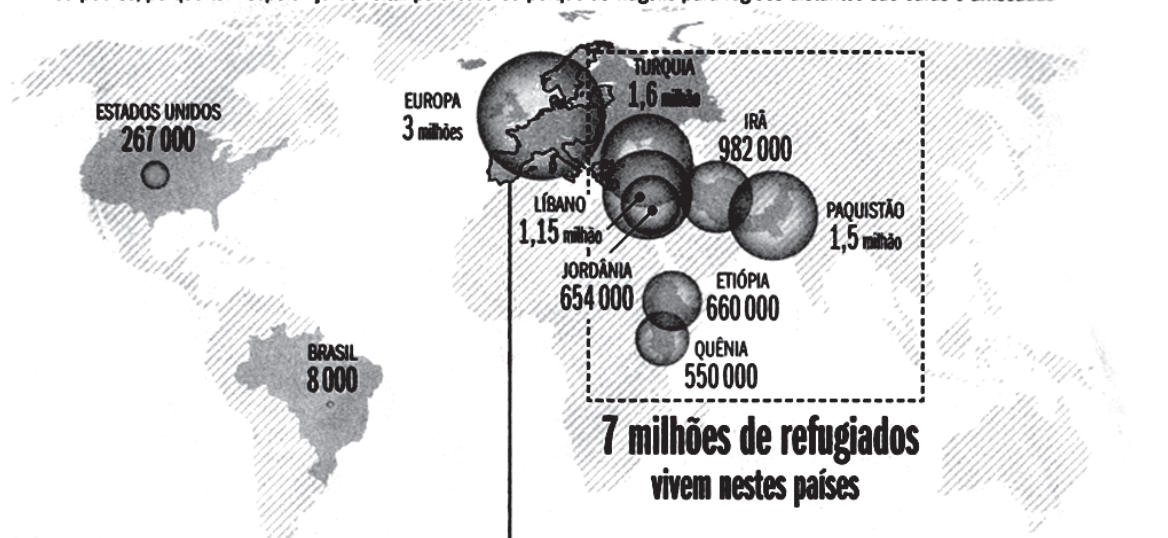 ESTADOS UNIDOS
267 000
EUROPA
3 milhões
TURQUIA
1,6 milhão
IRÃ
982 000
LÍBANO
1,15 milhão
PAQUISTÃO
1,5 milhão
JORDÂNIA
654 000
ETIÓPIA
660 000
QUÊNIA
550 000
BRASIL
8 000
7 milhões de refugiados
vivem nestes países